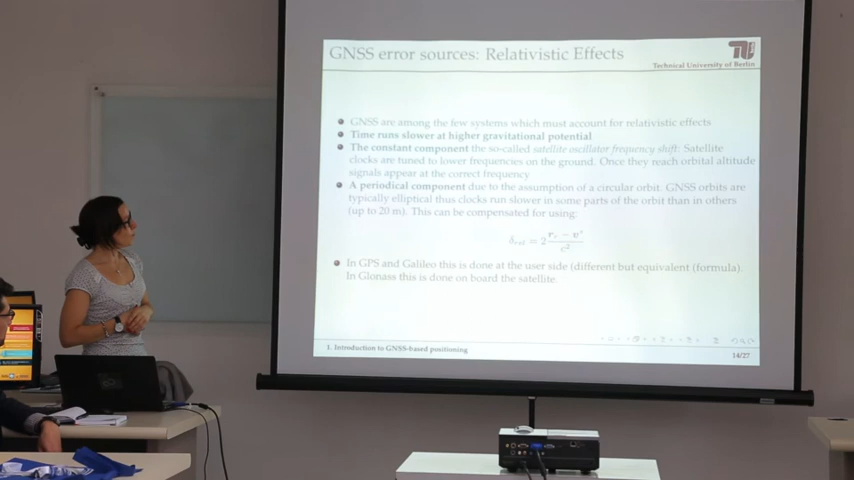 GNSS error sources: Relativistic Effects
Technical University of Berlin
GNSS are among the few systems which must account for relativistic effects
Time runs slower at higher gravitational potential
The constant component the so-called satellite oscillator frequency shift: Satellite
clocks are tuned to lower frequencies on the ground. Once they reach orbital altitude
signals appear at the correct frequency
A periodical component due to the assumption of a circular orbit. GNSS orbits are
typically elliptical thus clocks run slower in some parts of the orbit than in others
(up to 20 m). This can be compensated for using:
In GPS and Galileo this is done at the user side (different but equivalent (formula).
In Glonass this is done on board the satellite.
1. Introduction to GNSS-based positioning
14/27